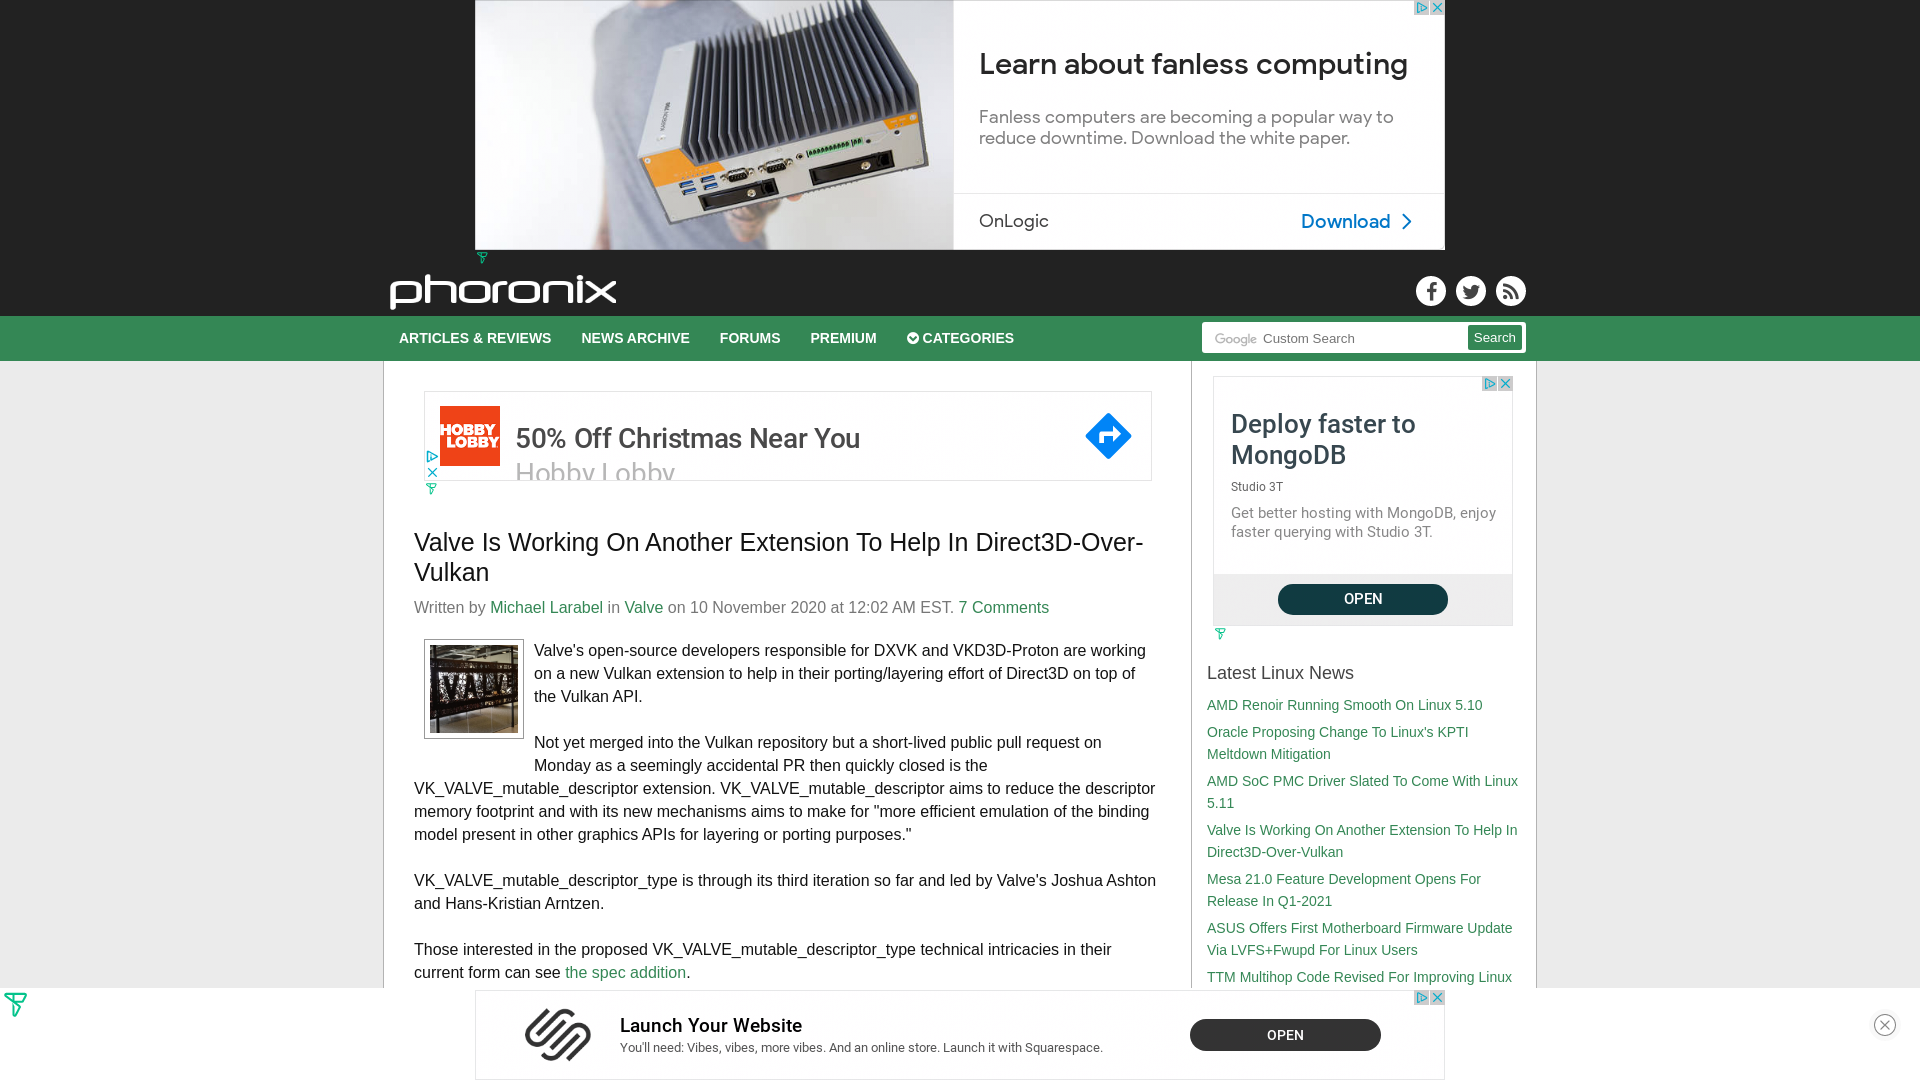 Learn about fanless computing
Fanless computers are becoming a popular way to
reduce downtime. Download the white paper.
OnLogic
Download
phoronix
ARTICLES & REVIEWS
NEWS ARCHIVE
FORUMS
PREMIUM
CATEGORIES
Google Custom Search
Search
HOBBY
LOBBY
50% Off Christmas Near You
Hobby Lobby
Valve Is Working On Another Extension To Help In Direct3D-Over-
Vulkan
Written by Michael Larabel in Valve on 10 November 2020 at 12:02 AM EST. 7 Comments
VALV
Valve's open-source developers responsible for DXVK and VKD3D-Proton are working
on a new Vulkan extension to help in their porting/layering effort of Direct3D on top of
the Vulkan API.
Not yet merged into the Vulkan repository but a short-lived public pull request on
Monday as a seemingly accidental PR then quickly closed is the
VK_VALVE_mutable_descriptor extension. VK_VALVE_mutable_descriptor aims to reduce the descriptor
memory footprint and with its new mechanisms aims to make for "more efficient emulation of the binding
model present in other graphics APIs for layering or porting purposes."
VK_VALVE_mutable_descriptor_type is through its third iteration so far and led by Valve's Joshua Ashton
and Hans-Kristian Arntzen.
Those interested in the proposed VK_VALVE_mutable_descriptor_type technical intricacies in their
current form can see the spec addition.
Deploy faster to
MongoDB
Studio 3T
Get better hosting with MongoDB, enjoy
faster querying with Studio 3T.
OPEN
Latest Linux News
AMD Renoir Running Smooth On Linux 5.10
Oracle Proposing Change To Linux's KPTI
Meltdown Mitigation
AMD SoC PMC Driver Slated To Come With Linux
5.11
Valve Is Working On Another Extension To Help In
Direct3D-Over-Vulkan
Mesa 21.0 Feature Development Opens For
Release In Q1-2021
ASUS Offers First Motherboard Firmware Update
Via LVFS+Fwupd For Linux Users
TTM Multihop Code Revised For Improving Linux
Launch Your Website
You'll need: Vibes, vibes, more vibes. And an online store. Launch it with Squarespace.
OPEN